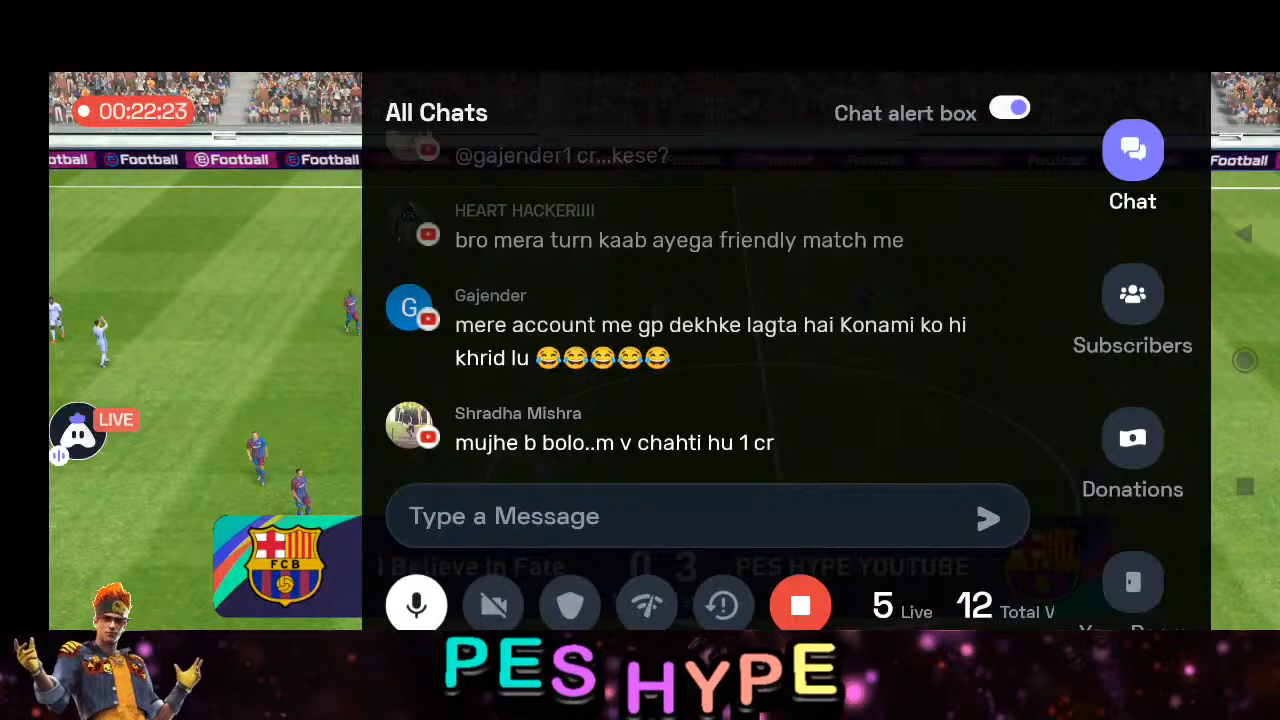 00:22:23
All Chats
Chat alert box
@gajender1 cr...kese?
otball
eFootball
eFootball
eFootball
Football
Football
Chat
HEART HACKER!!!!
bro mera turn kaab ayega friendly match me
G
Gajender
mere account me gp dekhke lagta hai Konami ko hi
khrid lu 😂😂😂😂😂
Subscribers
LIVE
Shradha Mishra
mujhe b bolo..m v chahti hu 1 cr
Donations
Type a Message
FCB
I Believe In Fate 0 3 PES HYPE YOUTUBE
5 Live 12 Total V
PES HYPE